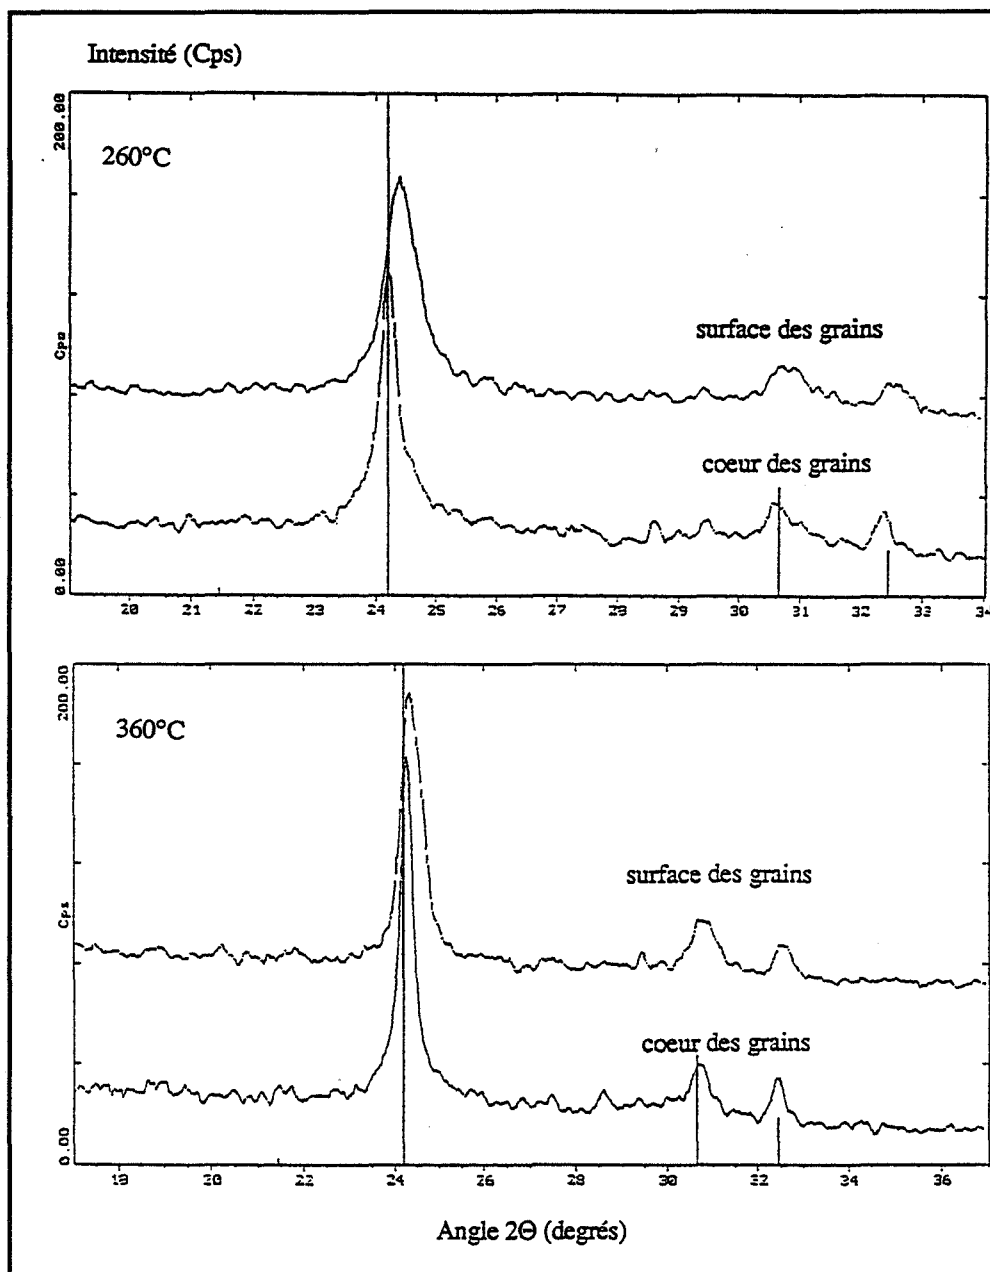 Intensité (Cps)
200.00
260°C
Cps
surface des grains
coeur des grains
0.00
20 21 22 23 24 25 26 27 28 29 30 31 32 33 34
200.00
360°C
Cps
surface des grains
coeur des grains
0.00
18 20 22 24 26 28 30 32 34 36
Angle 2Θ (degrés)